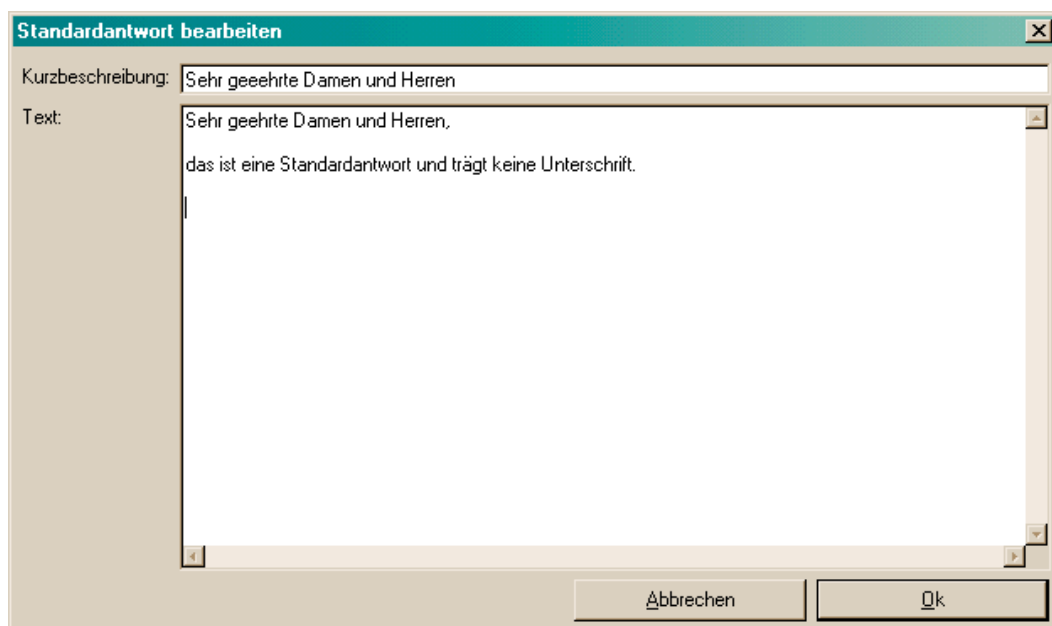 Standardantwort bearbeiten
Kurzbeschreibung: Sehr geeehrte Damen und Herren
Text: Sehr geehrte Damen und Herren,
das ist eine Standardantwort und trägt keine Unterschrift.
Abbrechen Ok